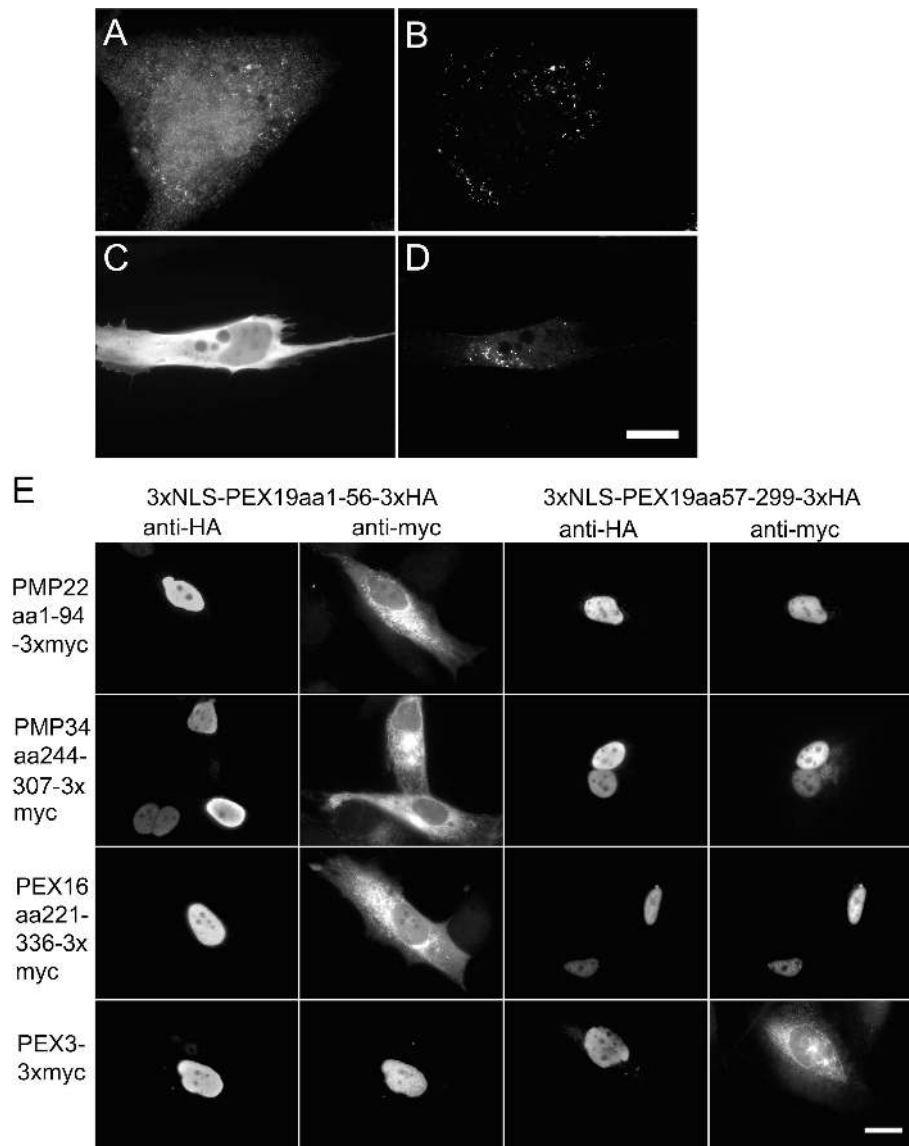 A
B
C
D
E
3xNLS-PEX19aa1-56-3xHA 3xNLS-PEX19aa57-299-3xHA
anti-HA anti-myc anti-HA anti-myc
PMP22
aa1-94
-3xmyc
PMP34
aa244-
307-3x
myc
PEX16
aa221-
336-3x
myc
PEX3-
3xmyc